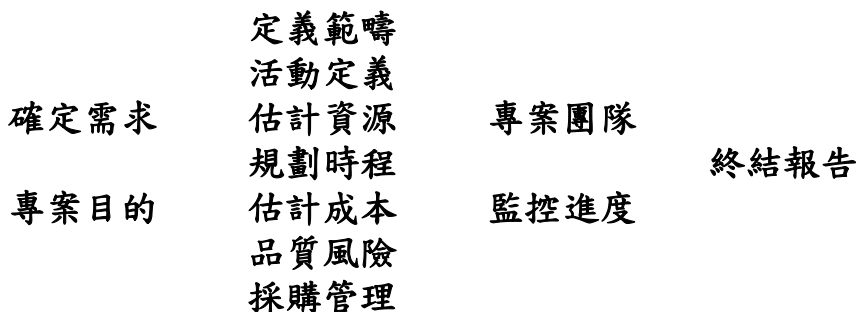 確定需求
專案目的
定義範疇
活動定義
估計資源
規劃時程
估計成本
品質風險
採購管理
專案團隊
監控進度
終結報告